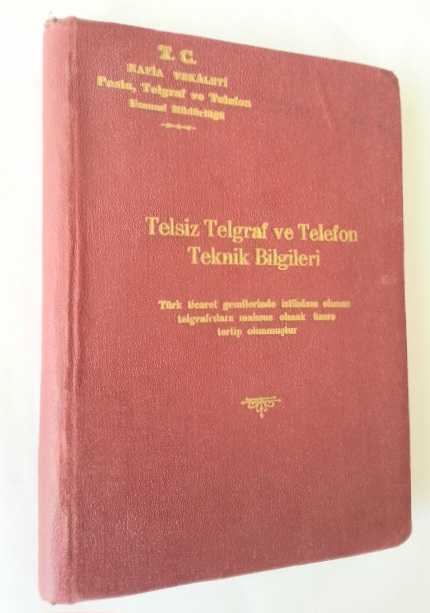 T. C.
NAFİA VEKÂLETİ
Posta, Telgraf ve Telefon
Umumî Müdürlüğü
Telsiz Telgraf ve Telefon
Teknik Bilgileri
Türk ticaret gemilerinde istihdam olunan
telgrafcılara mahsus olmak üzere
tertip olunmuştur